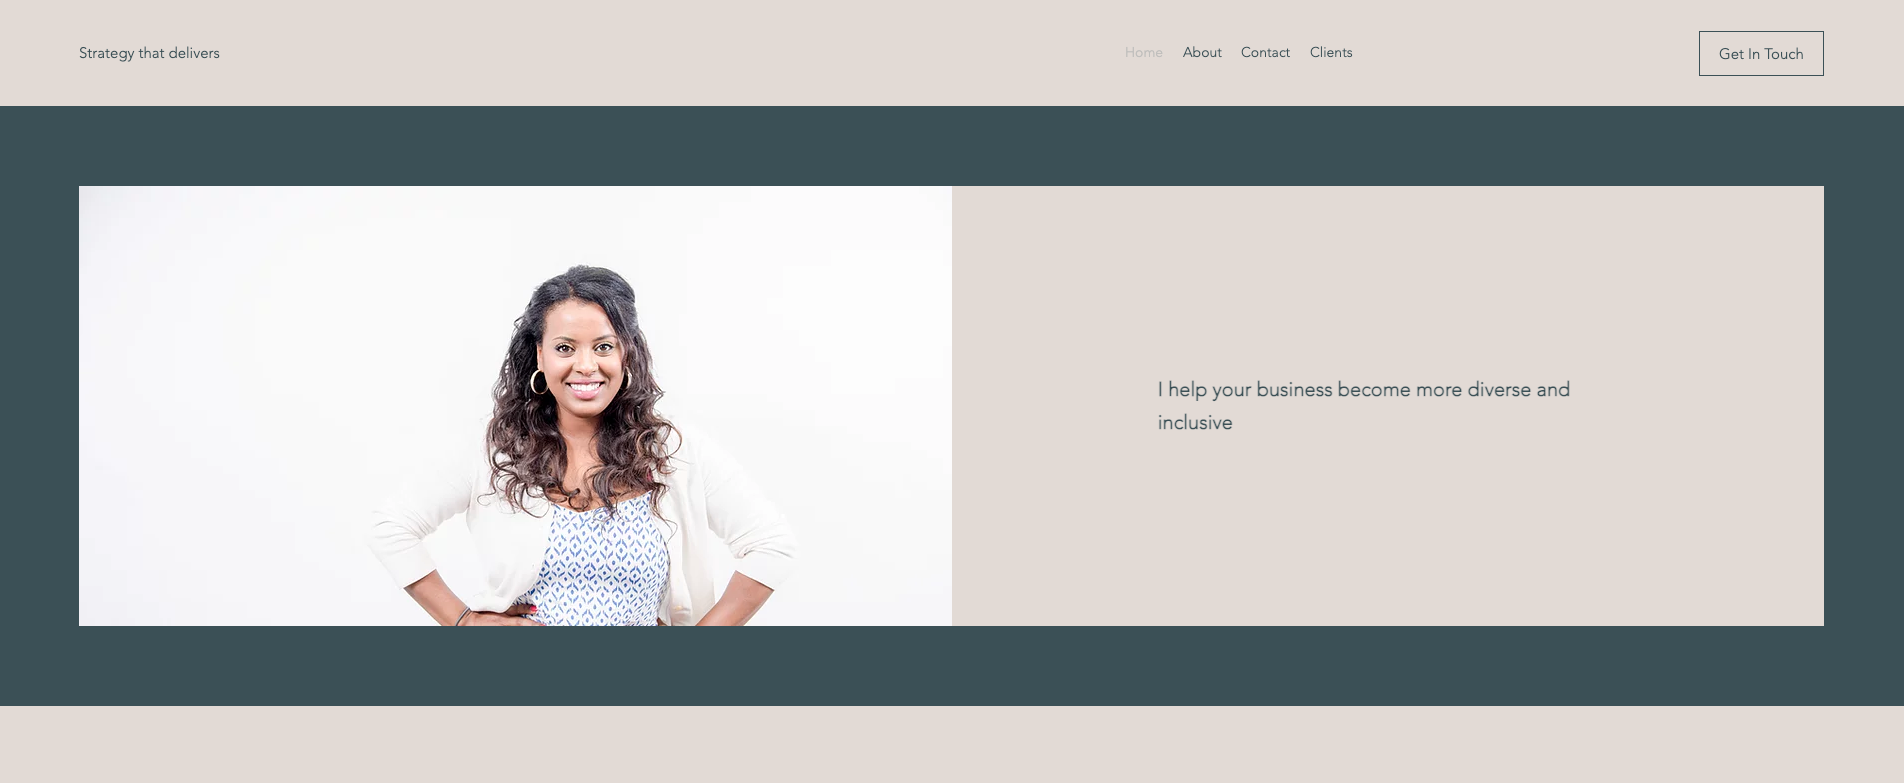 Strategy that delivers
Home About Contact Clients
Get In Touch
I help your business become more diverse and
inclusive